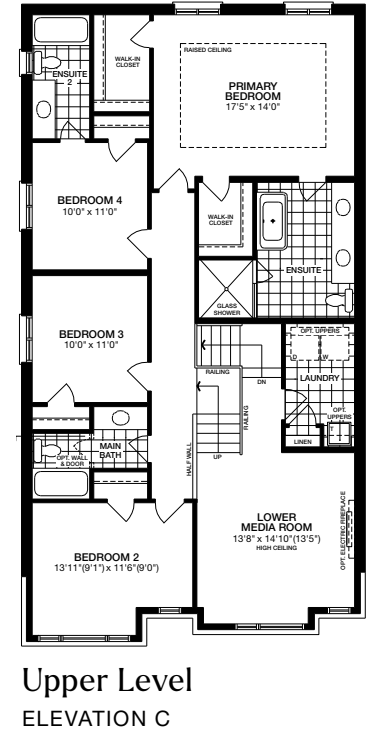 WALK-IN
CLOSET
RAISED CEILING
ENSUITE
2
PRIMARY
BEDROOM
17'5" x 14'0"
BEDROOM 4
10'0" x 11'0"
WALK-IN
CLOSET
ENSUITE
GLASS
SHOWER
BEDROOM 3
10'0" x 11'0"
OPT. UPPERS
D
W
RAILING
DN
LAUNDRY
RAILING
OPT.
UPPERS
T
LINEN
MAIN
BATH
OPT. WALL
& DOOR
HALF WALL
UP
LOWER
MEDIA ROOM
13'8" x 14'10"(13'5")
HIGH CEILING
OPT. ELECTRIC FIREPLACE
BEDROOM 2
13'11"(9'1") x 11'6"(9'0")
Upper Level
ELEVATION C